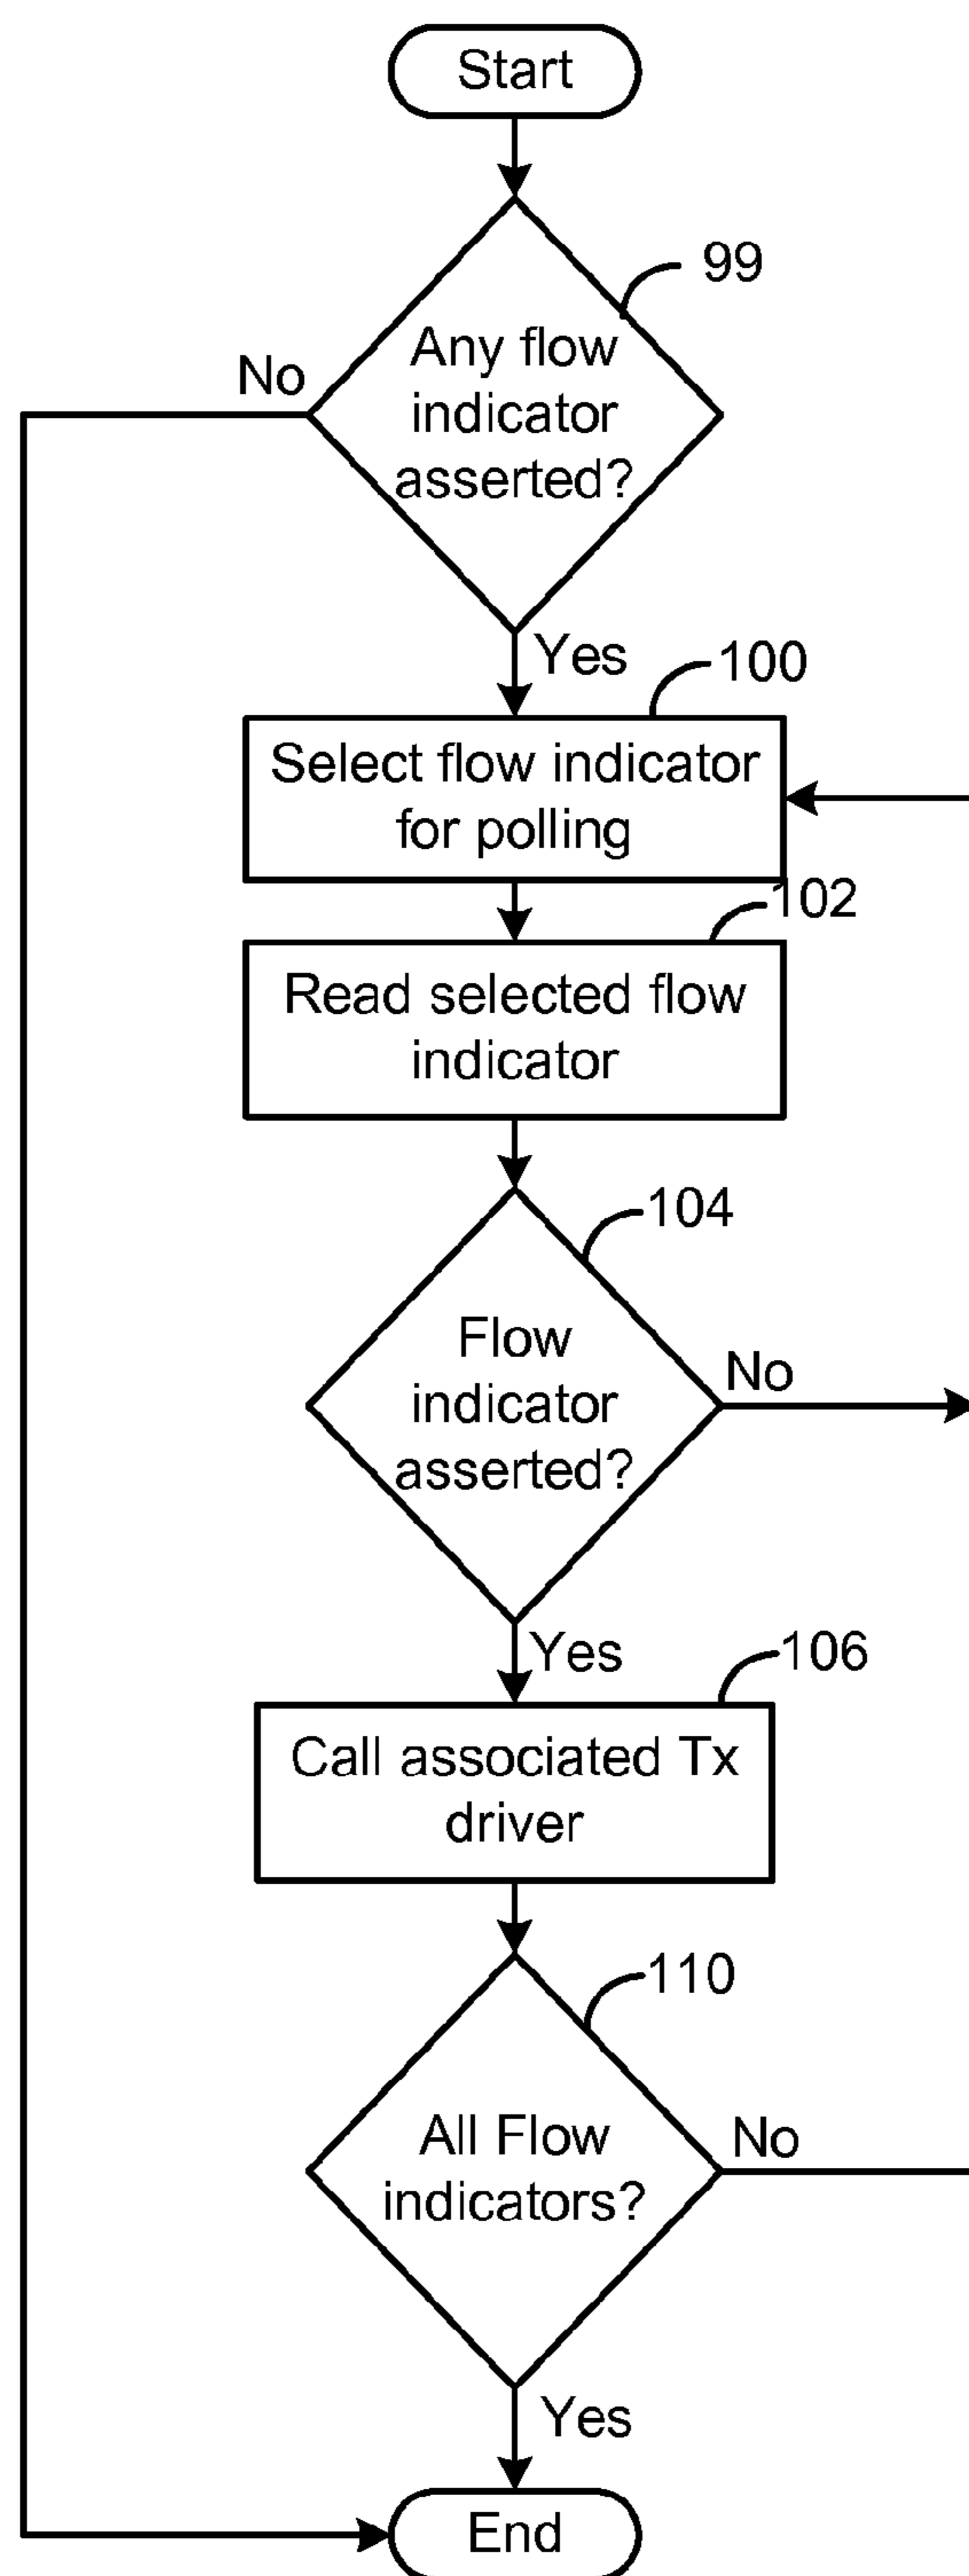 Start
99
Any flow
indicator
asserted?
No
Yes
100
Select flow indicator
for polling
102
Read selected flow
indicator
104
Flow
indicator
asserted?
No
Yes
106
Call associated Tx
driver
110
All Flow
indicators?
No
Yes
End